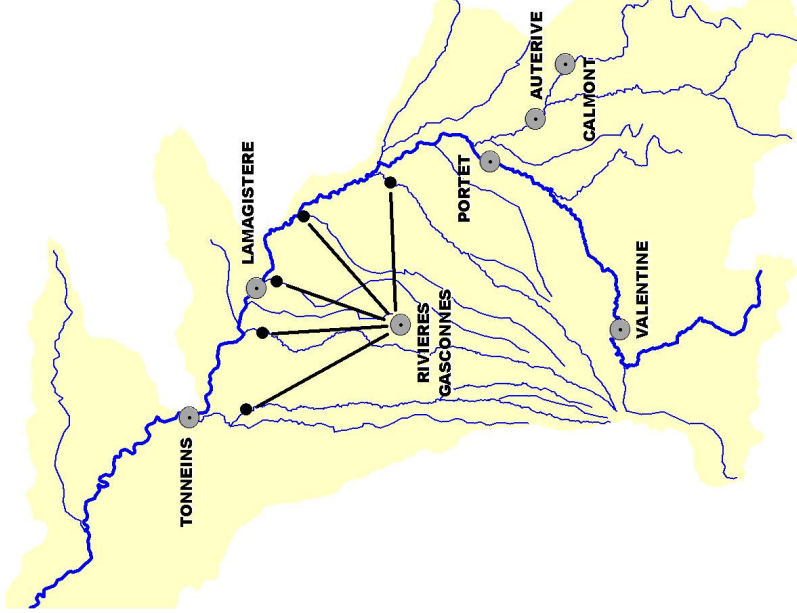 TONNEINS
LAMAGISTERE
RIVIERES
GASCONNES
PORTET
AUTERIVE
CALMONT
VALENTINE